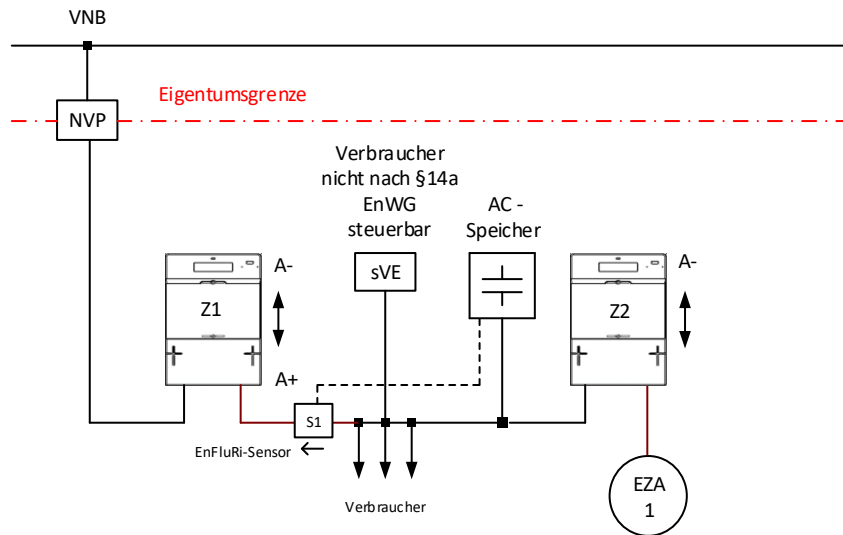 VNB
Eigentumsgrenze
NVP
Verbraucher
nicht nach §14a
EnWG
steuerbar
AC -
Speicher
sVE
A-
Z1
A+
A-
Z2
S1
EnFluRi-Sensor
Verbraucher
EZA
1